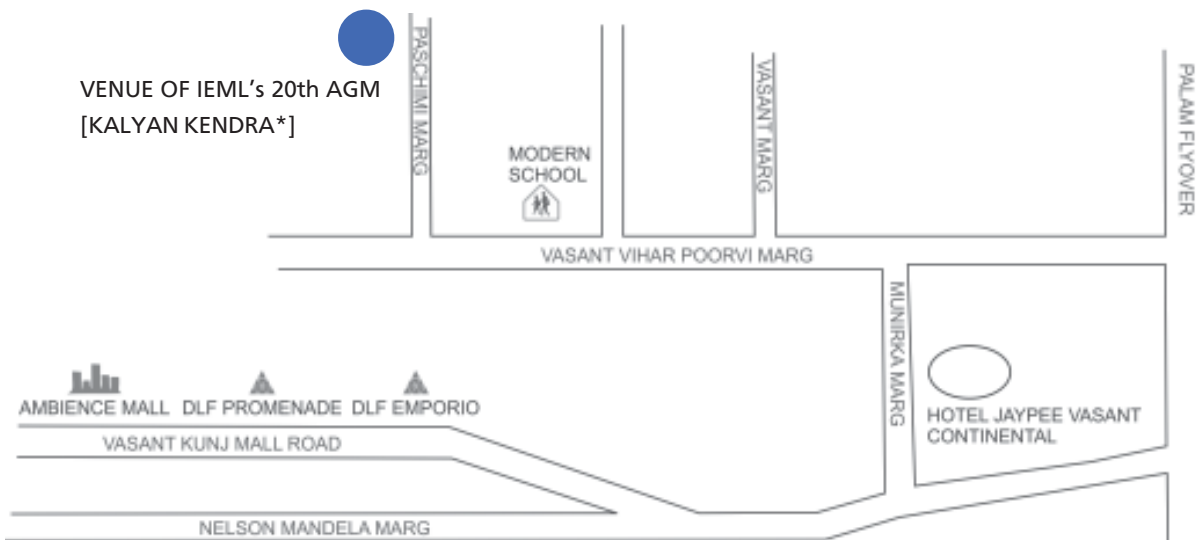 PASCHIMI MARG
VENUE OF IEML's 20th AGM
[KALYAN KENDRA*]
MODERN
SCHOOL
VASANT MARG
PALAM FLYOVER
VASANT VIHAR POORVI MARG
MUNIRKA MARG
AMBIENCE MALL
DLF PROMENADE
DLF EMPORIO
HOTEL JAYPEE VASANT
CONTINENTAL
VASANT KUNJ MALL ROAD
NELSON MANDELA MARG